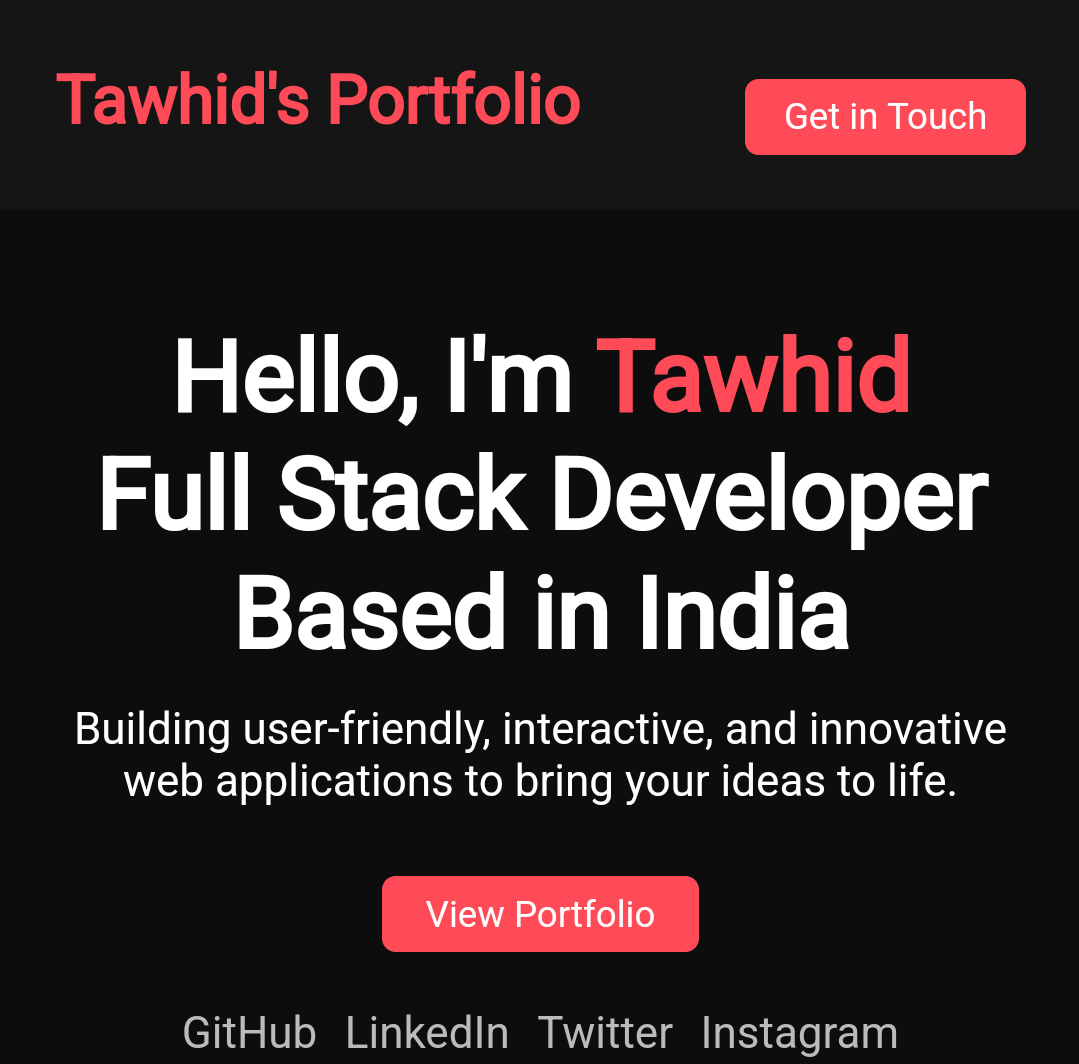 Tawhid's Portfolio
Get in Touch
Hello, I'm Tawhid
Full Stack Developer
Based in India
Building user-friendly, interactive, and innovative
web applications to bring your ideas to life.
View Portfolio
GitHub LinkedIn Twitter Instagram